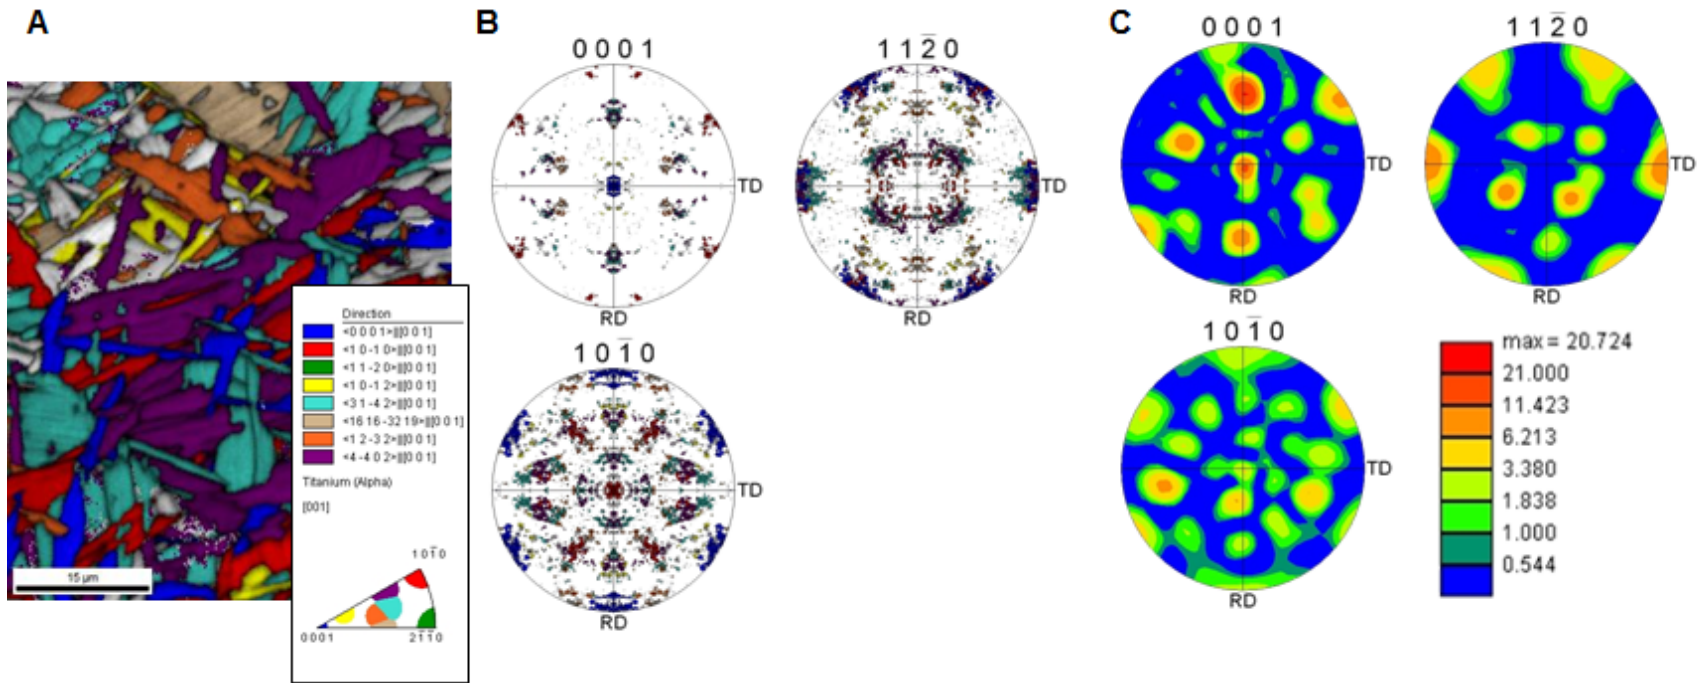 A
B
C
0 0 0 1
1 1 2̅ 0
TD
TD
RD
RD
1 0 1̅ 0
TD
RD
0 0 0 1
1 1 2̅ 0
TD
TD
RD
RD
1 0 1̅ 0
TD
RD
max = 20.724
21.000
11.423
6.213
3.380
1.838
1.000
0.544
Direction
<0 0 0 1>||[0 0 1]
<1 0 -1 0>||[0 0 1]
<1 1 -2 0>||[0 0 1]
<1 0 -1 2>||[0 0 1]
<3 1 -4 2>||[0 0 1]
<16 16 -32 19>||[0 0 1]
<1 2 -3 2>||[0 0 1]
<4 -4 0 2>||[0 0 1]
Titanium (Alpha)
[001]
1 0 1̅ 0
0 0 0 1
2 1̅ 1̅ 0
15 µm